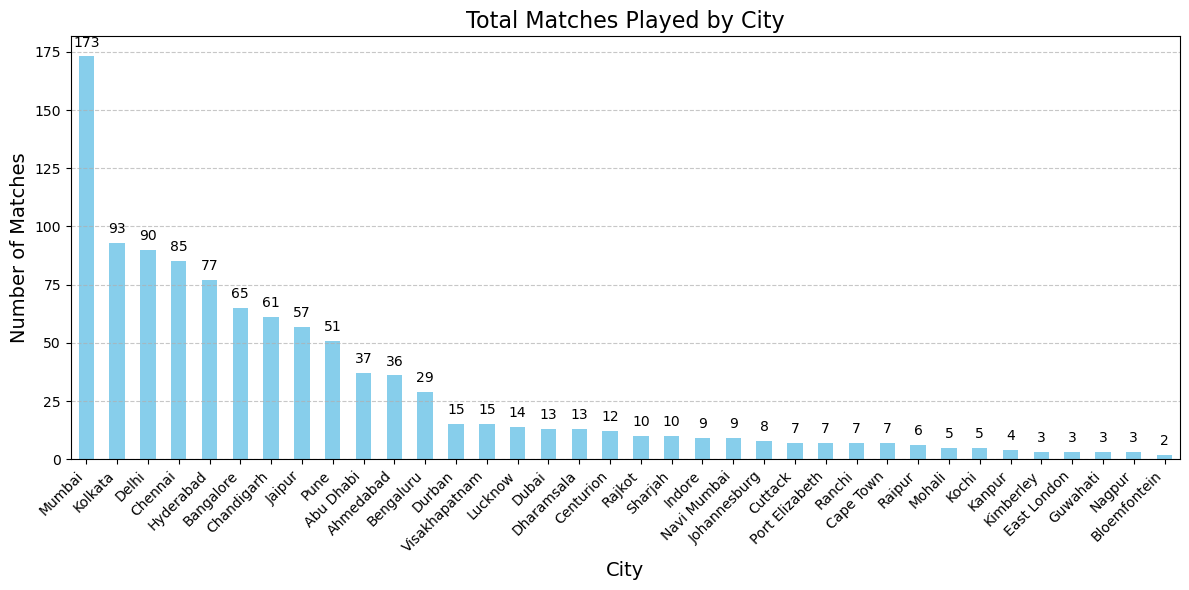 Total Matches Played by City
Number of Matches
175
150
125
100
75
50
25
0
173
93
90
85
77
65
61
57
51
37
36
29
15
15
14
13
13
12
10
10
9
9
8
7
7
7
7
6
5
5
4
3
3
3
3
2
Mumbai
Kolkata
Delhi
Chennai
Hyderabad
Bangalore
Chandigarh
Jaipur
Pune
Abu Dhabi
Ahmedabad
Bengaluru
Durban
Visakhapatnam
Lucknow
Dubai
Dharamsala
Centurion
Rajkot
Sharjah
Indore
Navi Mumbai
Johannesburg
Cuttack
Port Elizabeth
Ranchi
Cape Town
Raipur
Mohali
Kochi
Kanpur
Kimberley
East London
Guwahati
Nagpur
Bloemfontein
City